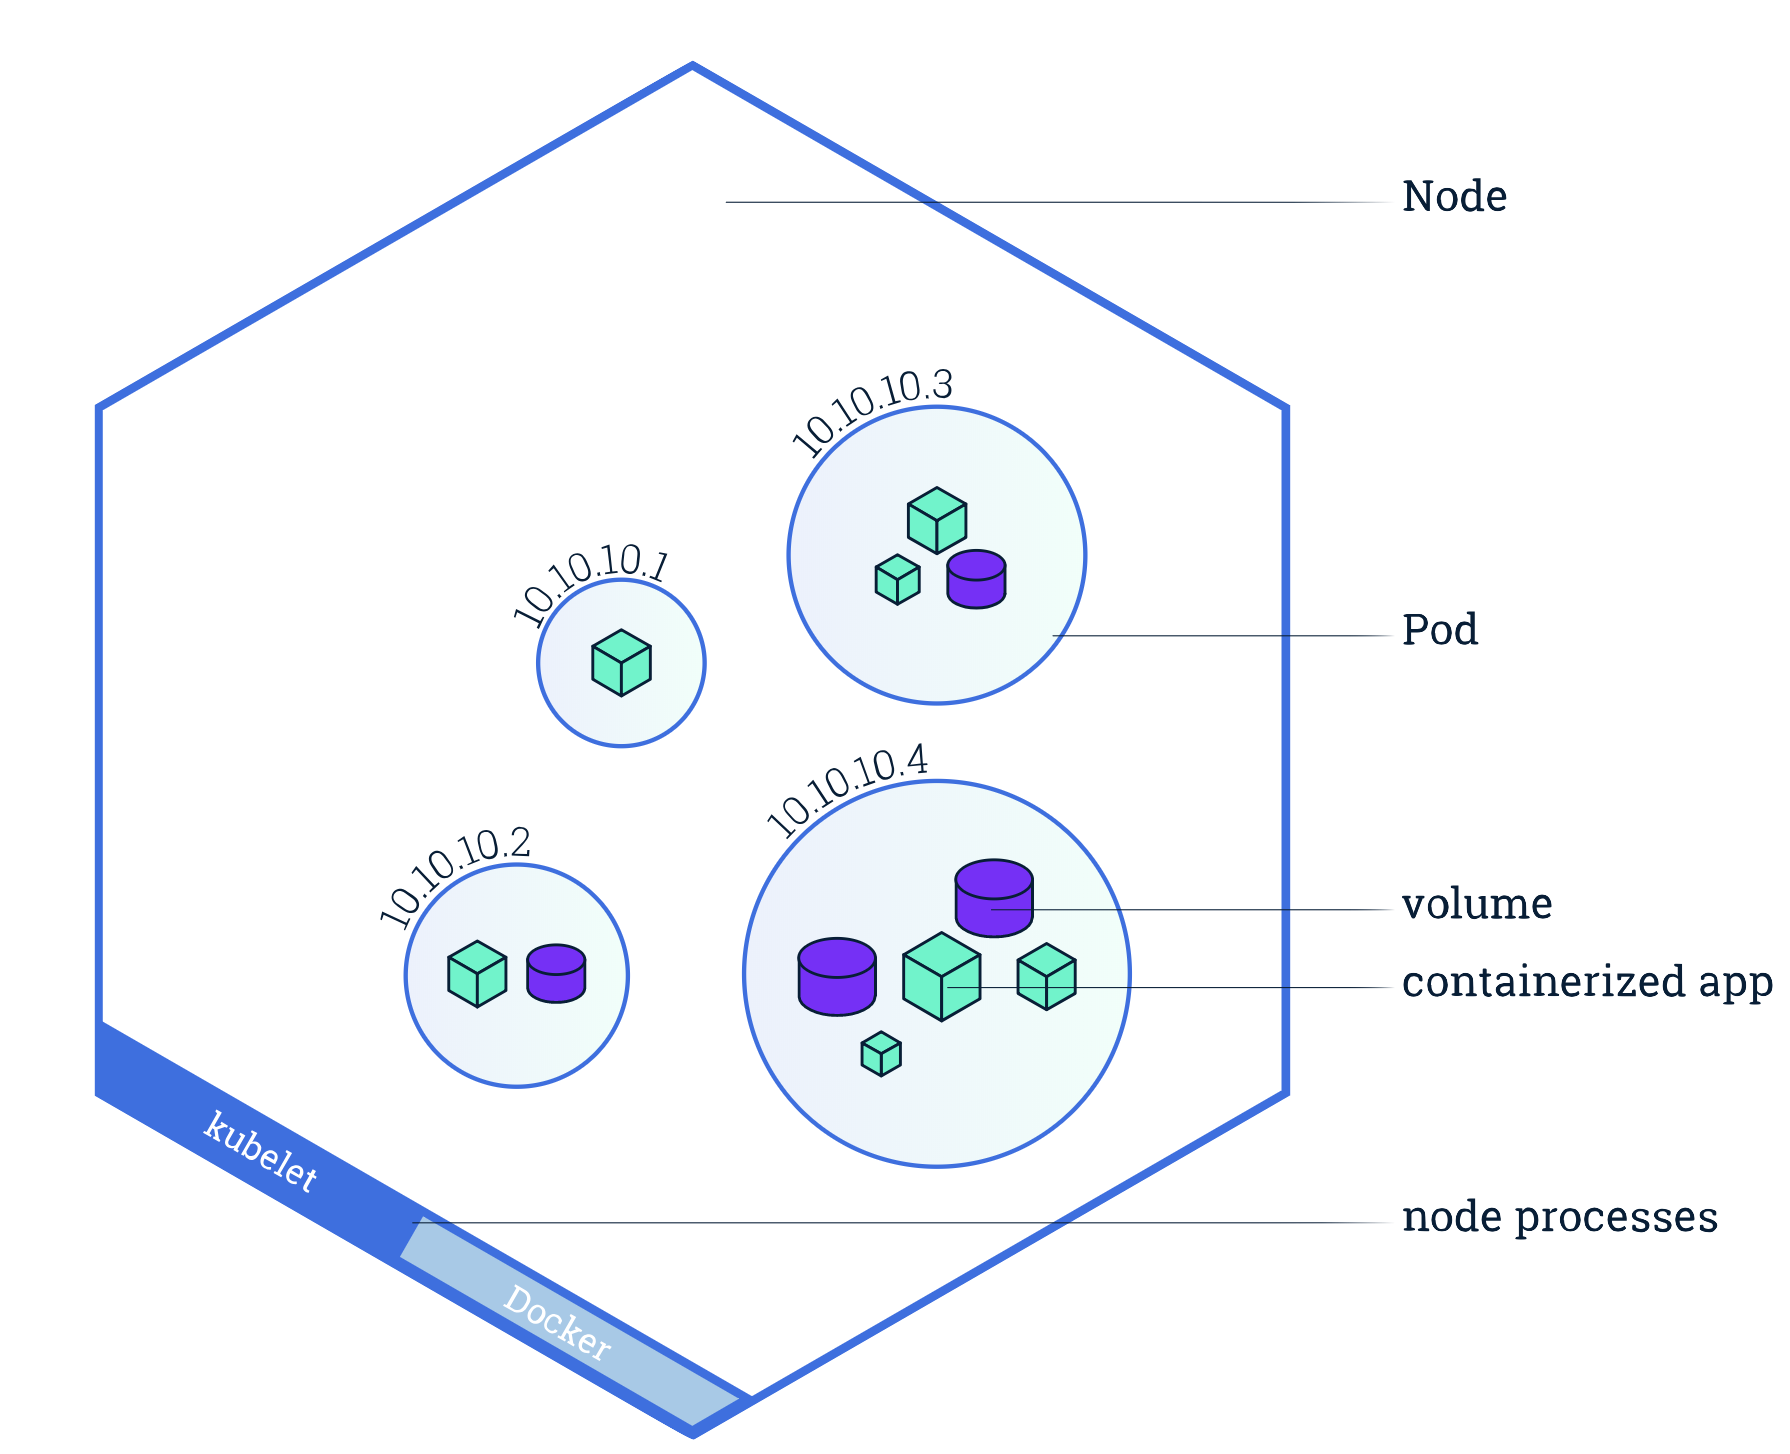 Node
10.10.10.3
10.10.10.1
Pod
10.10.10.4
10.10.10.2
volume
containerized app
kubelet
node processes
Docker